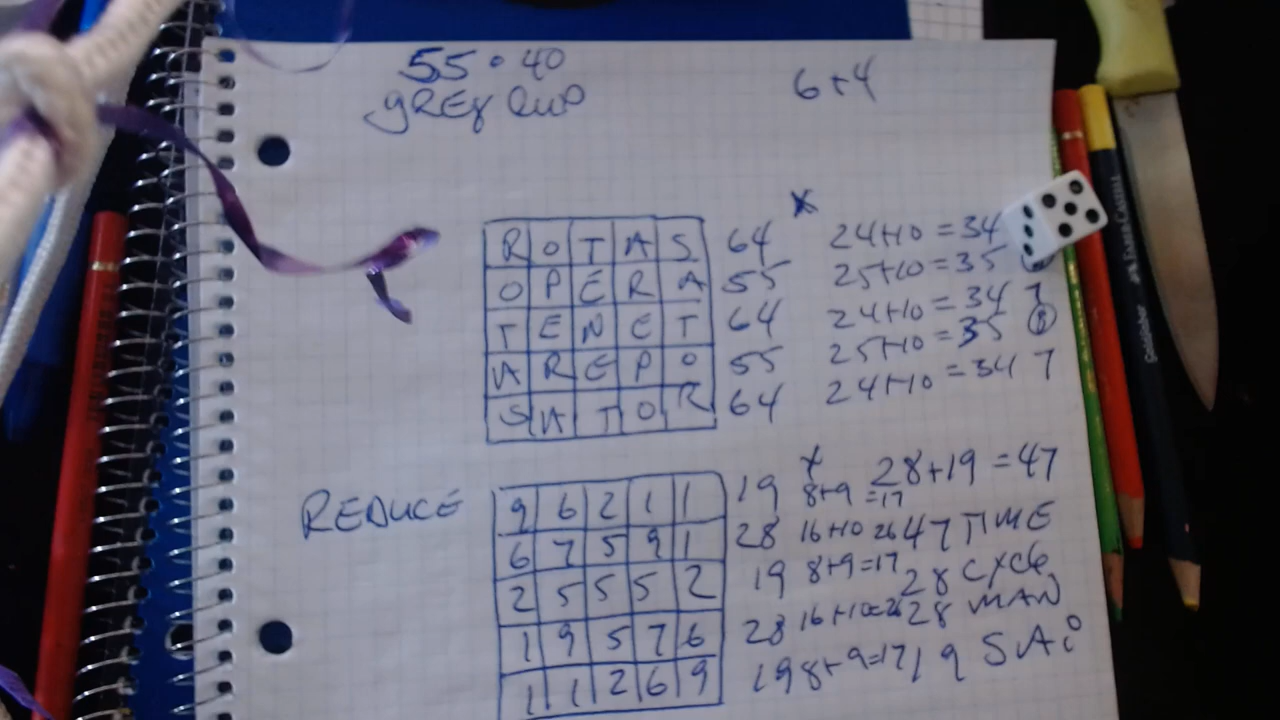 55 • 40
6+4
R O T A S 64 24+10 = 34
O P E R A 55 25+10 = 35
T E N E T 64 24+10 = 34 7
A R E P O 55 25+10 = 35 8
S A T O R 64 24+10 = 34 7
28+19 = 47
REDUCE 9 6 2 1 1 19 8+9 =17
6 7 5 9 1 28 16+10 26 47 TIME
2 5 5 5 2 19 8+9=17 28
1 9 5 7 6 28 16+10=26 28 MAN
1 1 2 6 9 19 8+9=17 19
Faber-Castell